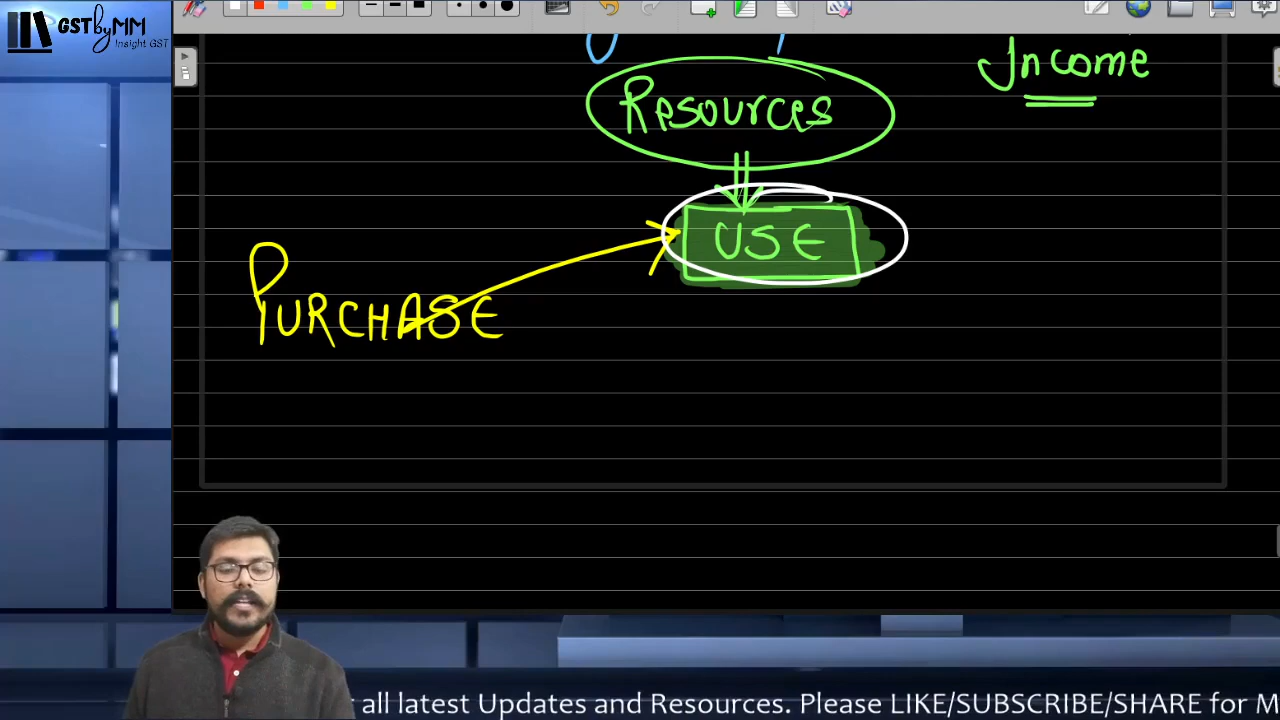 GSTbyMM
Insight GST
Income
Resources
USE
PURCHASE
all latest Updates and Resources. Please LIKE/SUBSCRIBE/SHARE for M